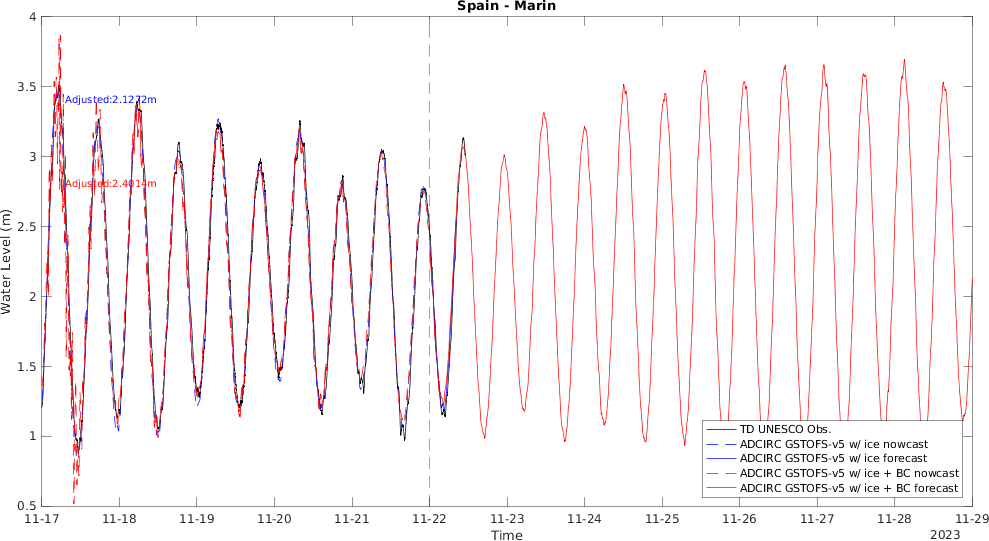 Spain - Marin
4
3.5
3
2.5
2
1.5
1
0.5
Water Level (m)
Adjusted:2.1272m
Adjusted:2.4014m
TD UNESCO Obs.
ADCIRC GSTOFS-v5 w/ ice nowcast
ADCIRC GSTOFS-v5 w/ ice forecast
ADCIRC GSTOFS-v5 w/ ice + BC nowcast
ADCIRC GSTOFS-v5 w/ ice + BC forecast
11-17 11-18 11-19 11-20 11-21 11-22 11-23 11-24 11-25 11-26 11-27 11-28 11-29
Time
2023